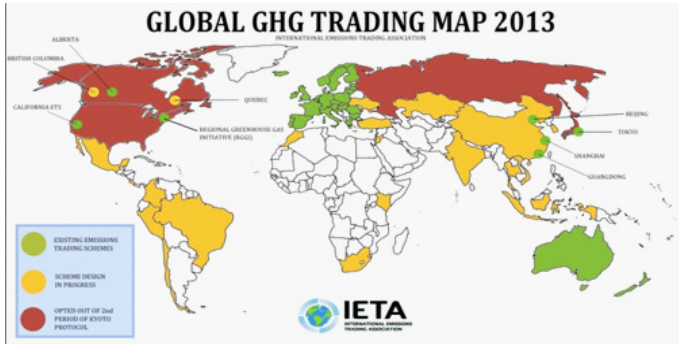 GLOBAL GHG TRADING MAP 2013
INTERNATIONAL EMISSIONS TRADING ASSOCIATION
ALBERTA
BRITISH COLUMBIA
CALIFORNIA ETS
QUEBEC
REGIONAL GREENHOUSE GAS
INITIATIVE (RGGI)
BEIJING
TOKYO
SHANGHAI
GUANGDONG
EXISTING EMISSIONS
TRADING SCHEMES
SCHEME DESIGN
IN PROGRESS
OPTED OUT OF 2nd
PERIOD OF KYOTO
PROTOCOL
IETA
INTERNATIONAL EMISSIONS
TRADING ASSOCIATION